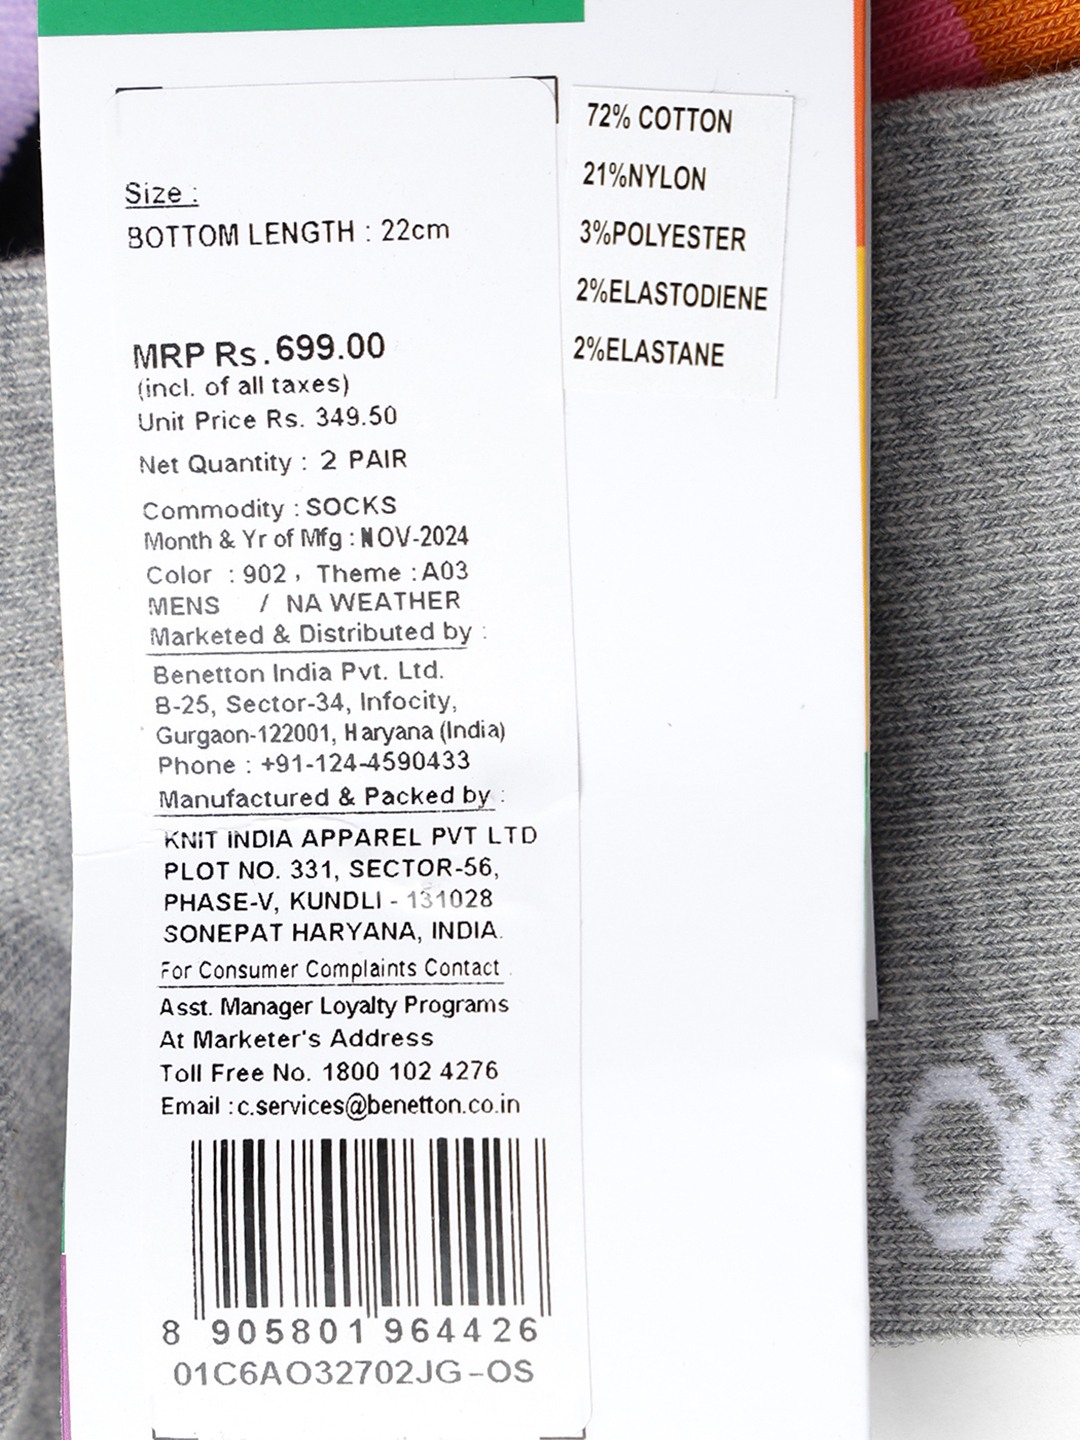 Size :
BOTTOM LENGTH : 22cm
MRP Rs. 699.00
(incl. of all taxes)
Unit Price Rs. 349.50
Net Quantity : 2 PAIR
Commodity : SOCKS
Month & Yr of Mfg : NOV-2024
Color : 902, Theme : A03
MENS / NA WEATHER
Marketed & Distributed by :
Benetton India Pvt. Ltd.
B-25, Sector-34, Infocity,
Gurgaon-122001, Haryana (India)
Phone : +91-124-4590433
Manufactured & Packed by :
KNIT INDIA APPAREL PVT LTD
PLOT NO. 331, SECTOR-56,
PHASE-V, KUNDLI - 131028
SONEPAT HARYANA, INDIA.
For Consumer Complaints Contact
Asst. Manager Loyalty Programs
At Marketer's Address
Toll Free No. 1800 102 4276
Email : c.services@benetton.co.in
8 905801 964426
01C6AO32702JG-OS
72% COTTON
21%NYLON
3%POLYESTER
2%ELASTODIENE
2%ELASTANE